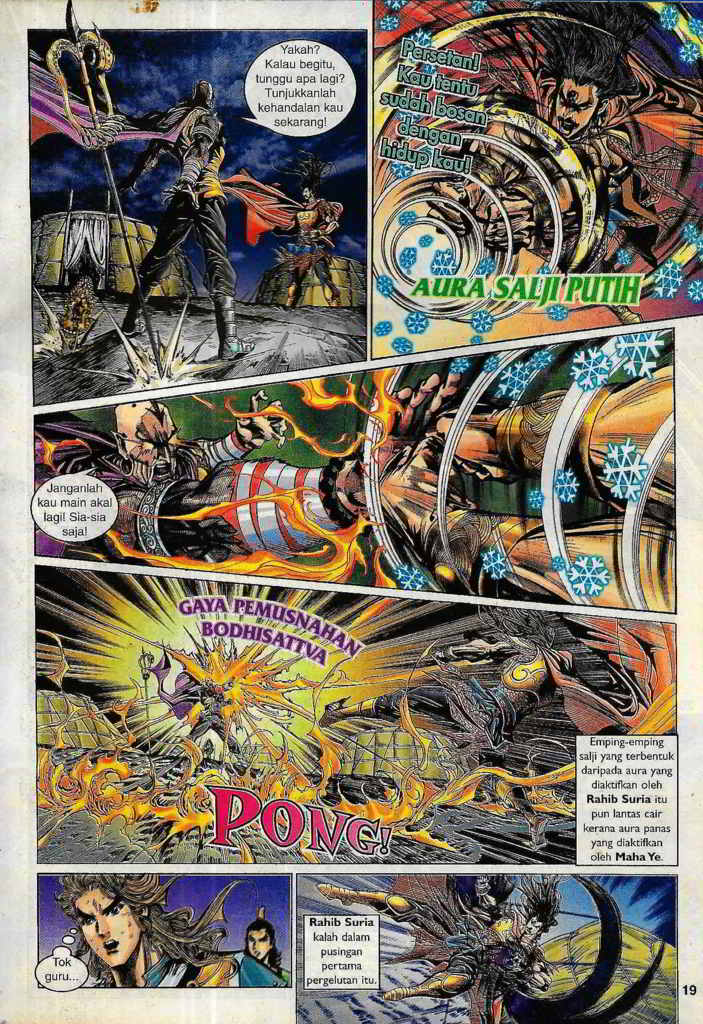 Yakah?
Kalau begitu,
tunggu apa lagi?
Tunjukkanlah
kehandalan kau
sekarang!
Persetan!
Kau tentu
sudah bosan
dengan
hidup kau!
AURA SALJI PUTIH
Janganlah
kau main akal
lagi! Sia-sia
saja!
GAYA PEMUSNAHAN
BODHISATTVA
PONG!
Emping-emping
salji yang terbentuk
daripada aura yang
diaktifkan oleh
Rahib Suria itu
pun lantas cair
kerana aura panas
yang diaktifkan
oleh Maha Ye.
Tok
guru...
Rahib Suria
kalah dalam
pusingan
pertama
pergelutan itu.
19